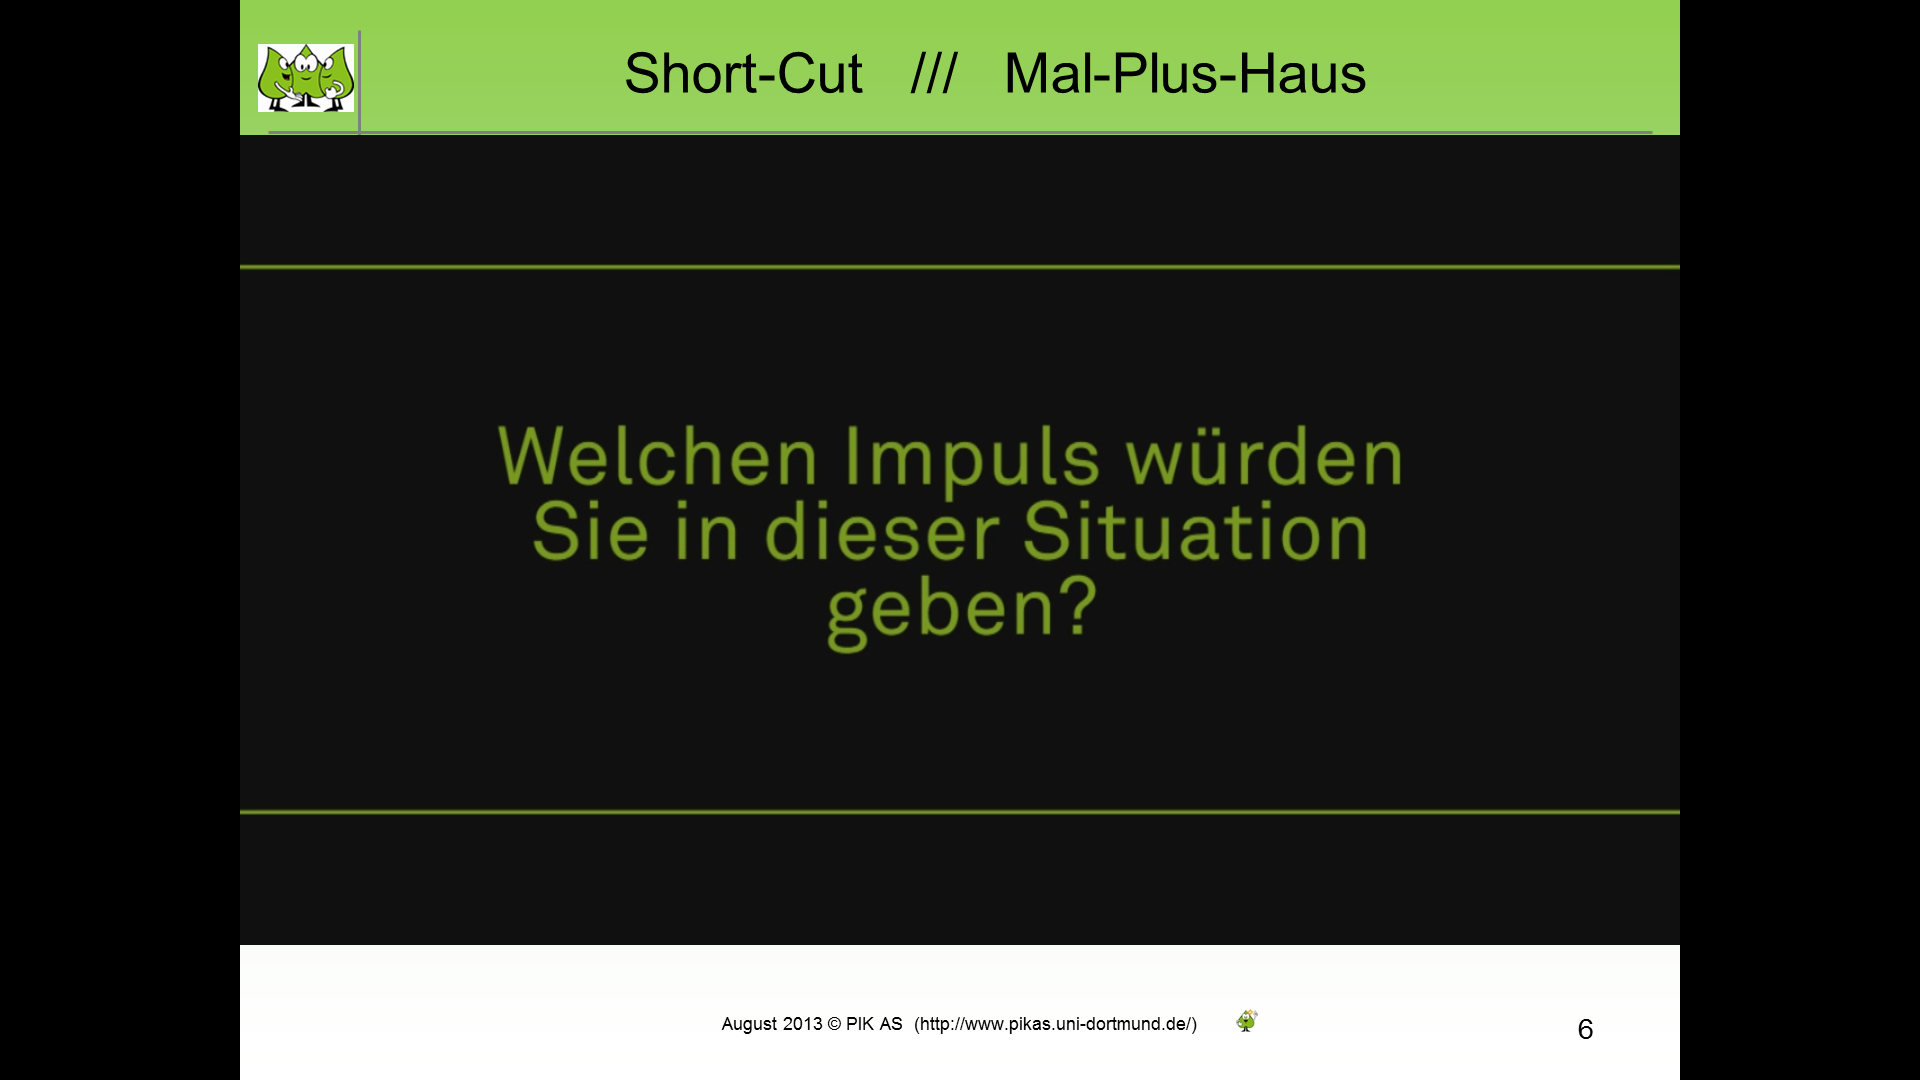 Short-Cut /// Mal-Plus-Haus
Welchen Impuls würden
Sie in dieser Situation
geben?
August 2013 © PIK AS (http://www.pikas.uni-dortmund.de/)
6